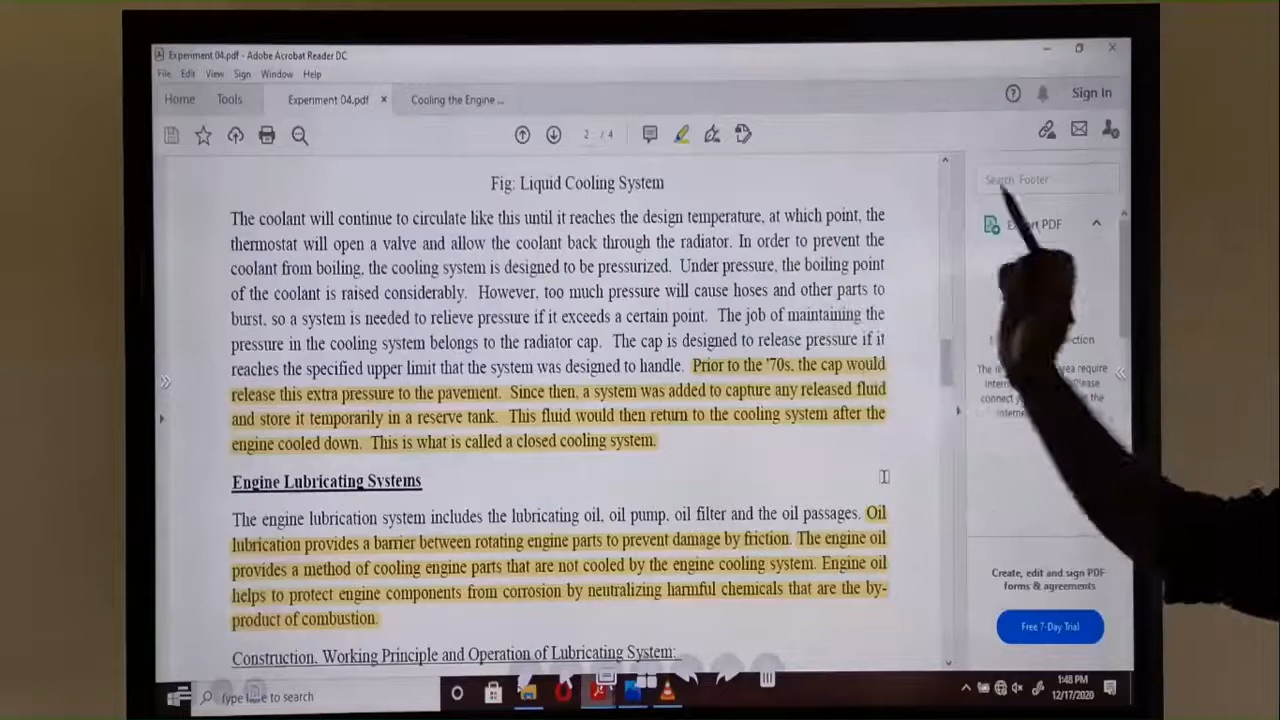 Experiment 04.pdf - Adobe Acrobat Reader DC
File Edit View Sign Window Help
Home Tools Experiment 04.pdf × Cooling the Engine ...
Sign In
2 / 4
Search Footer
Export PDF
Fig: Liquid Cooling System
The coolant will continue to circulate like this until it reaches the design temperature, at which point, the
thermostat will open a valve and allow the coolant back through the radiator. In order to prevent the
coolant from boiling, the cooling system is designed to be pressurized. Under pressure, the boiling point
of the coolant is raised considerably. However, too much pressure will cause hoses and other parts to
burst, so a system is needed to relieve pressure if it exceeds a certain point. The job of maintaining the
pressure in the cooling system belongs to the radiator cap. The cap is designed to release pressure if it
reaches the specified upper limit that the system was designed to handle. Prior to the '70s, the cap would
release this extra pressure to the pavement. Since then, a system was added to capture any released fluid
and store it temporarily in a reserve tank. This fluid would then return to the cooling system after the
engine cooled down. This is what is called a closed cooling system.
Engine Lubricating Systems
The engine lubrication system includes the lubricating oil, oil pump, oil filter and the oil passages. Oil
lubrication provides a barrier between rotating engine parts to prevent damage by friction. The engine oil
provides a method of cooling engine parts that are not cooled by the engine cooling system. Engine oil
helps to protect engine components from corrosion by neutralizing harmful chemicals that are the by-
product of combustion.
Construction, Working Principle and Operation of Lubricating System:
Create, edit and sign PDF
forms & agreements
Free 7-Day Trial
Type here to search
1:48 PM
12/17/2020